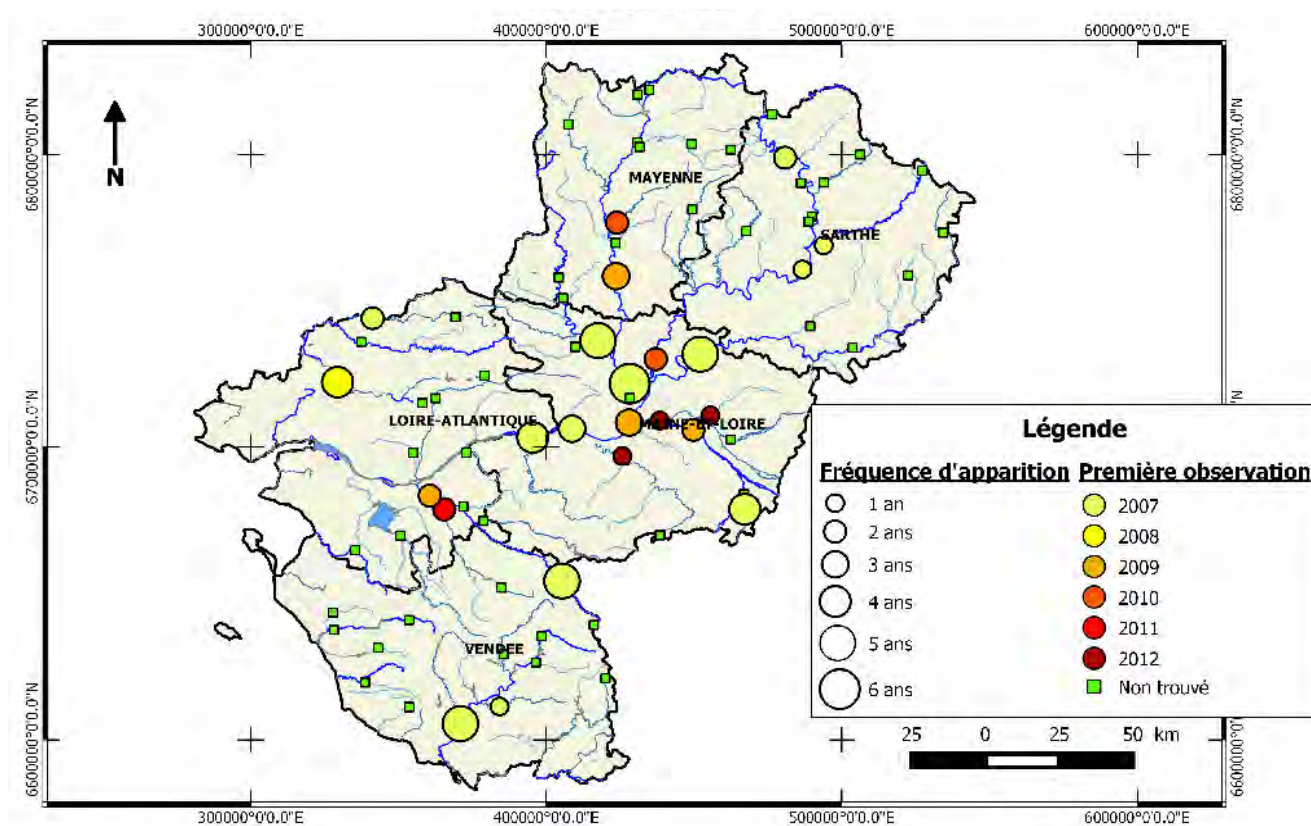 300000°0'0.0"E 400000°0'0.0"E 500000°0'0.0"E 600000°0'0.0"E
6800000°0'0.0"N
6800000°0'0.0"N
N
MAYENNE
SARTHE
LOIRE-ATLANTIQUE
MAINE-ET-LOIRE
6700000°0'0.0"N
VENDEE
Légende
Fréquence d'apparition Première observation
1 an 2007
2 ans 2008
3 ans 2009
4 ans 2010
5 ans 2011
6 ans 2012
Non trouvé
25 0 25 50 km
6600000°0'0.0"N
6600000°0'0.0"N
300000°0'0.0"E 400000°0'0.0"E 500000°0'0.0"E 600000°0'0.0"E